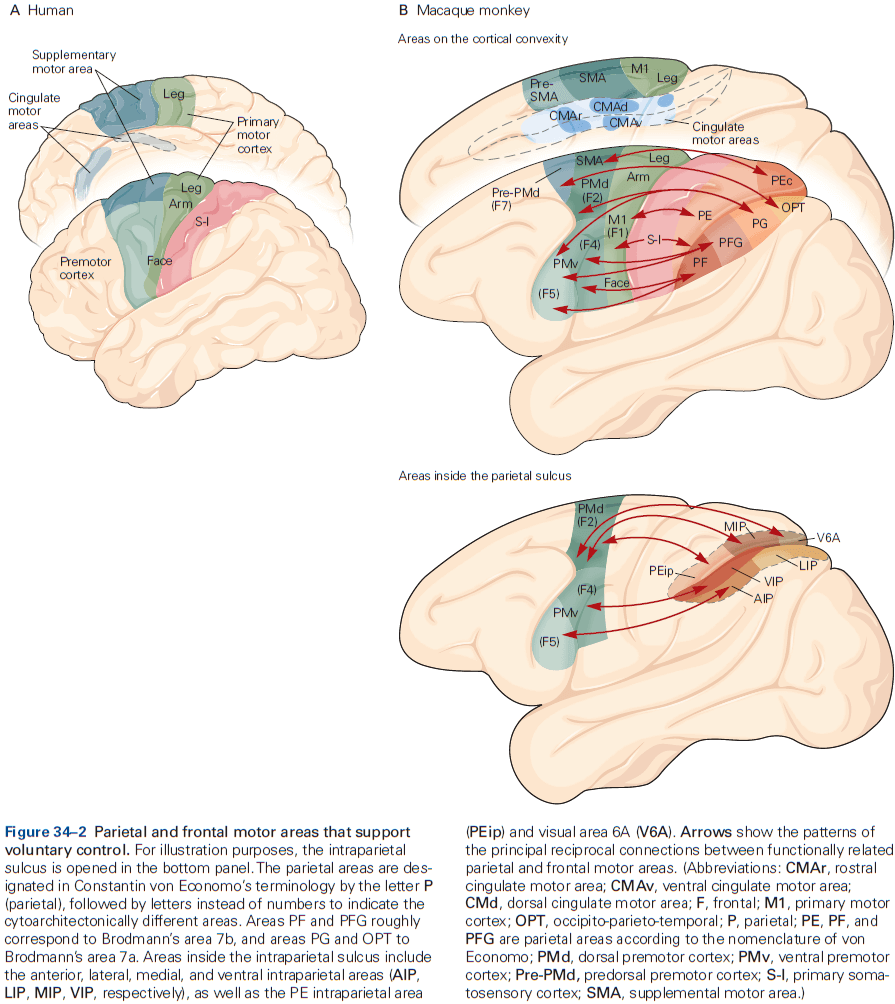 A Human
Supplementary
motor area
Cingulate
motor
areas
Leg
Primary
motor
cortex
Leg
Arm
S-I
Premotor
cortex
Face
B Macaque monkey
Areas on the cortical convexity
M1
SMA
Leg
Pre-
SMA
CMAd
CMAr
CMAv
Cingulate
motor areas
SMA
Leg
PEc
Arm
Pre-PMd
(F7)
PMd
(F2)
OPT
PE
PG
M1
(F1)
S-I
PFG
(F4)
PMv
PF
Face
(F5)
Areas inside the parietal sulcus
PMd
(F2)
MIP
V6A
LIP
PEip
VIP
AIP
(F4)
PMv
(F5)
Figure 34–2 Parietal and frontal motor areas that support
voluntary control. For illustration purposes, the intraparietal
sulcus is opened in the bottom panel. The parietal areas are des-
ignated in Constantin von Economo's terminology by the letter P
(parietal), followed by letters instead of numbers to indicate the
cytoarchitectonically different areas. Areas PF and PFG roughly
correspond to Brodmann's area 7b, and areas PG and OPT to
Brodmann's area 7a. Areas inside the intraparietal sulcus include
the anterior, lateral, medial, and ventral intraparietal areas (AIP,
LIP, MIP, VIP, respectively), as well as the PE intraparietal area
(PEip) and visual area 6A (V6A). Arrows show the patterns of
the principal reciprocal connections between functionally related
parietal and frontal motor areas. (Abbreviations: CMAr, rostral
cingulate motor area; CMAv, ventral cingulate motor area;
CMd, dorsal cingulate motor area; F, frontal; M1, primary motor
cortex; OPT, occipito-parieto-temporal; P, parietal; PE, PF, and
PFG are parietal areas according to the nomenclature of von
Economo; PMd, dorsal premotor cortex; PMv, ventral premotor
cortex; Pre-PMd, predorsal premotor cortex; S-I, primary soma-
tosensory cortex; SMA, supplemental motor area.)